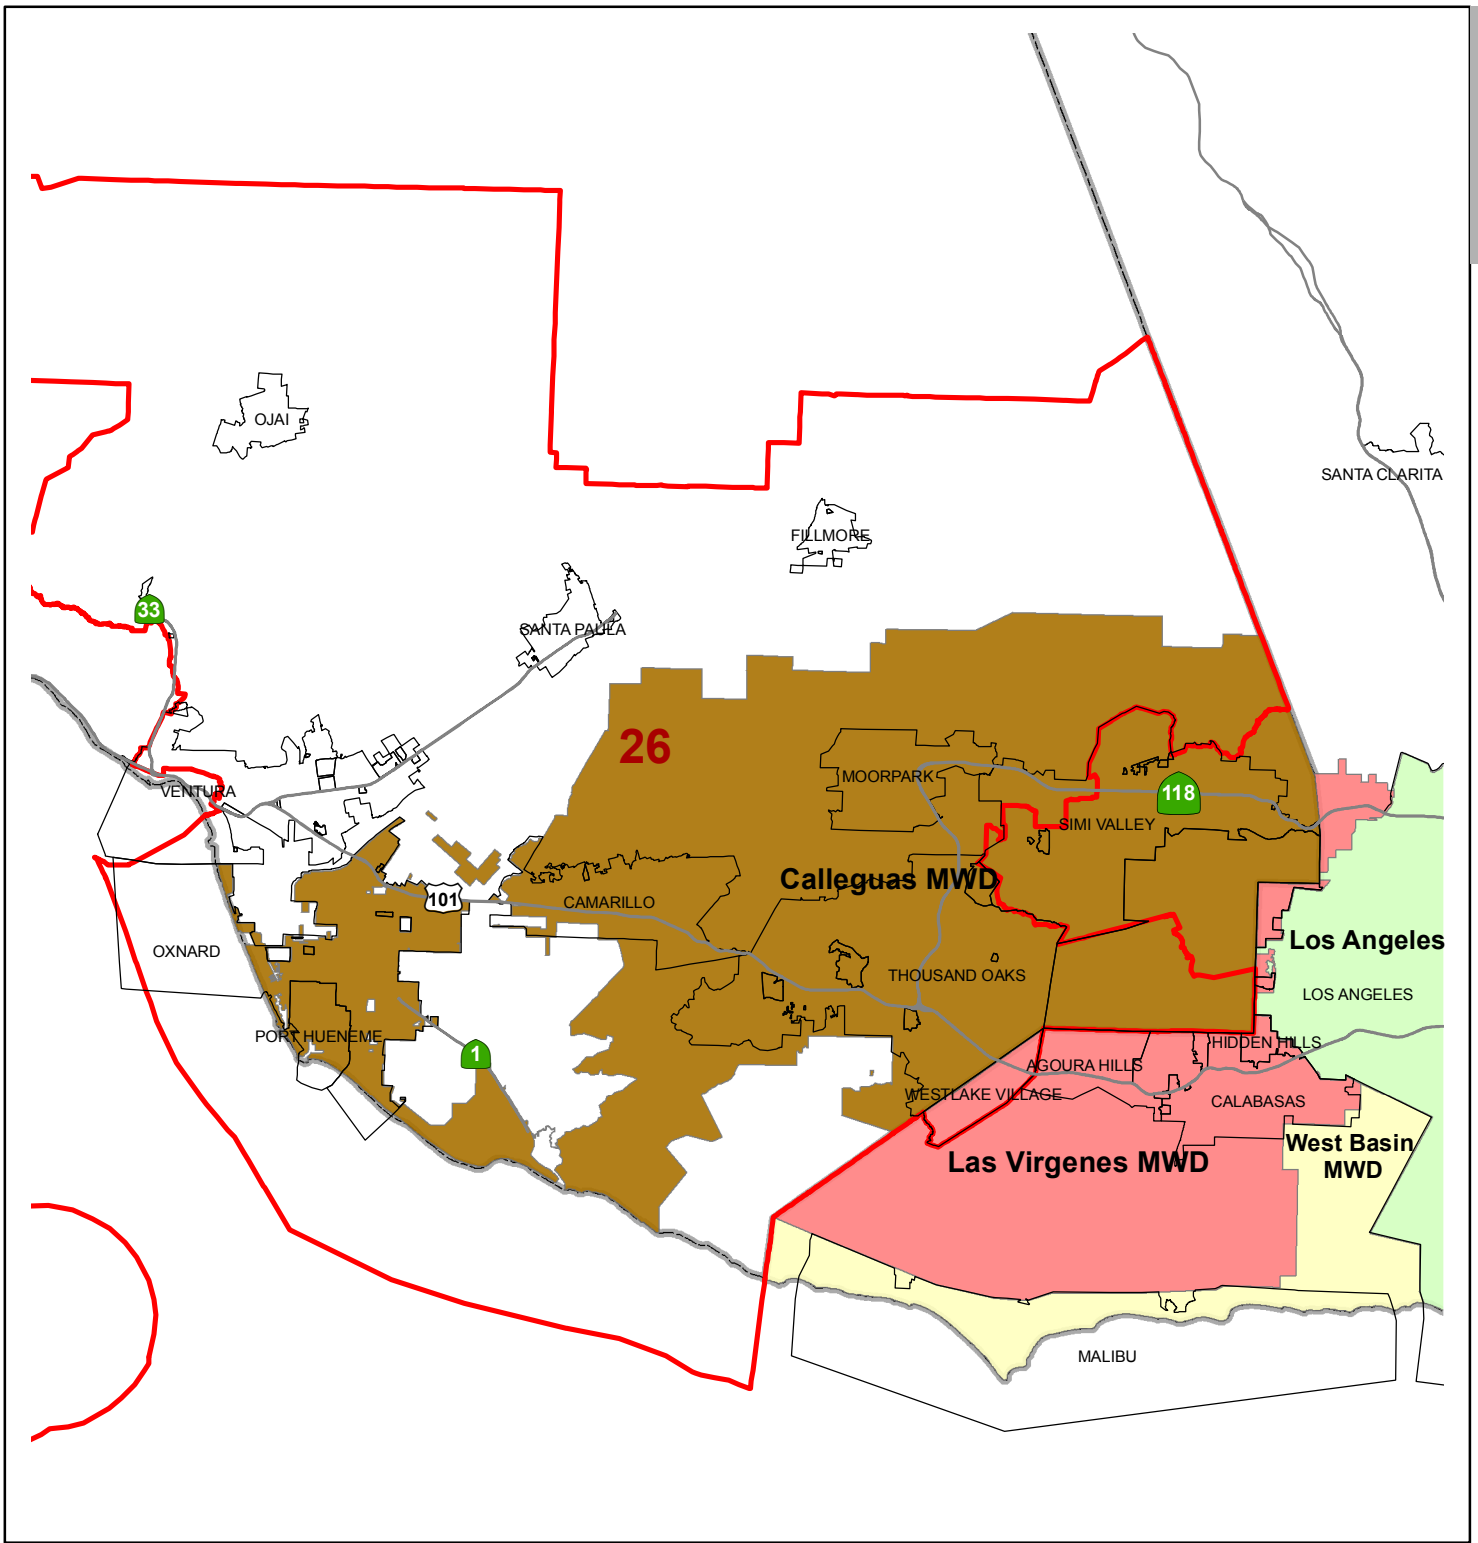 OJAI
SANTA CLARITA
FILLMORE
33
SANTA PAULA
26
MOORPARK
VENTURA
118
SIMI VALLEY
Calleguas MWD
101
CAMARILLO
Los Angeles
OXNARD
THOUSAND OAKS
LOS ANGELES
PORT HUENEME
HIDDEN HILLS
1
AGOURA HILLS
WESTLAKE VILLAGE
CALABASAS
West Basin
MWD
Las Virgenes MWD
MALIBU